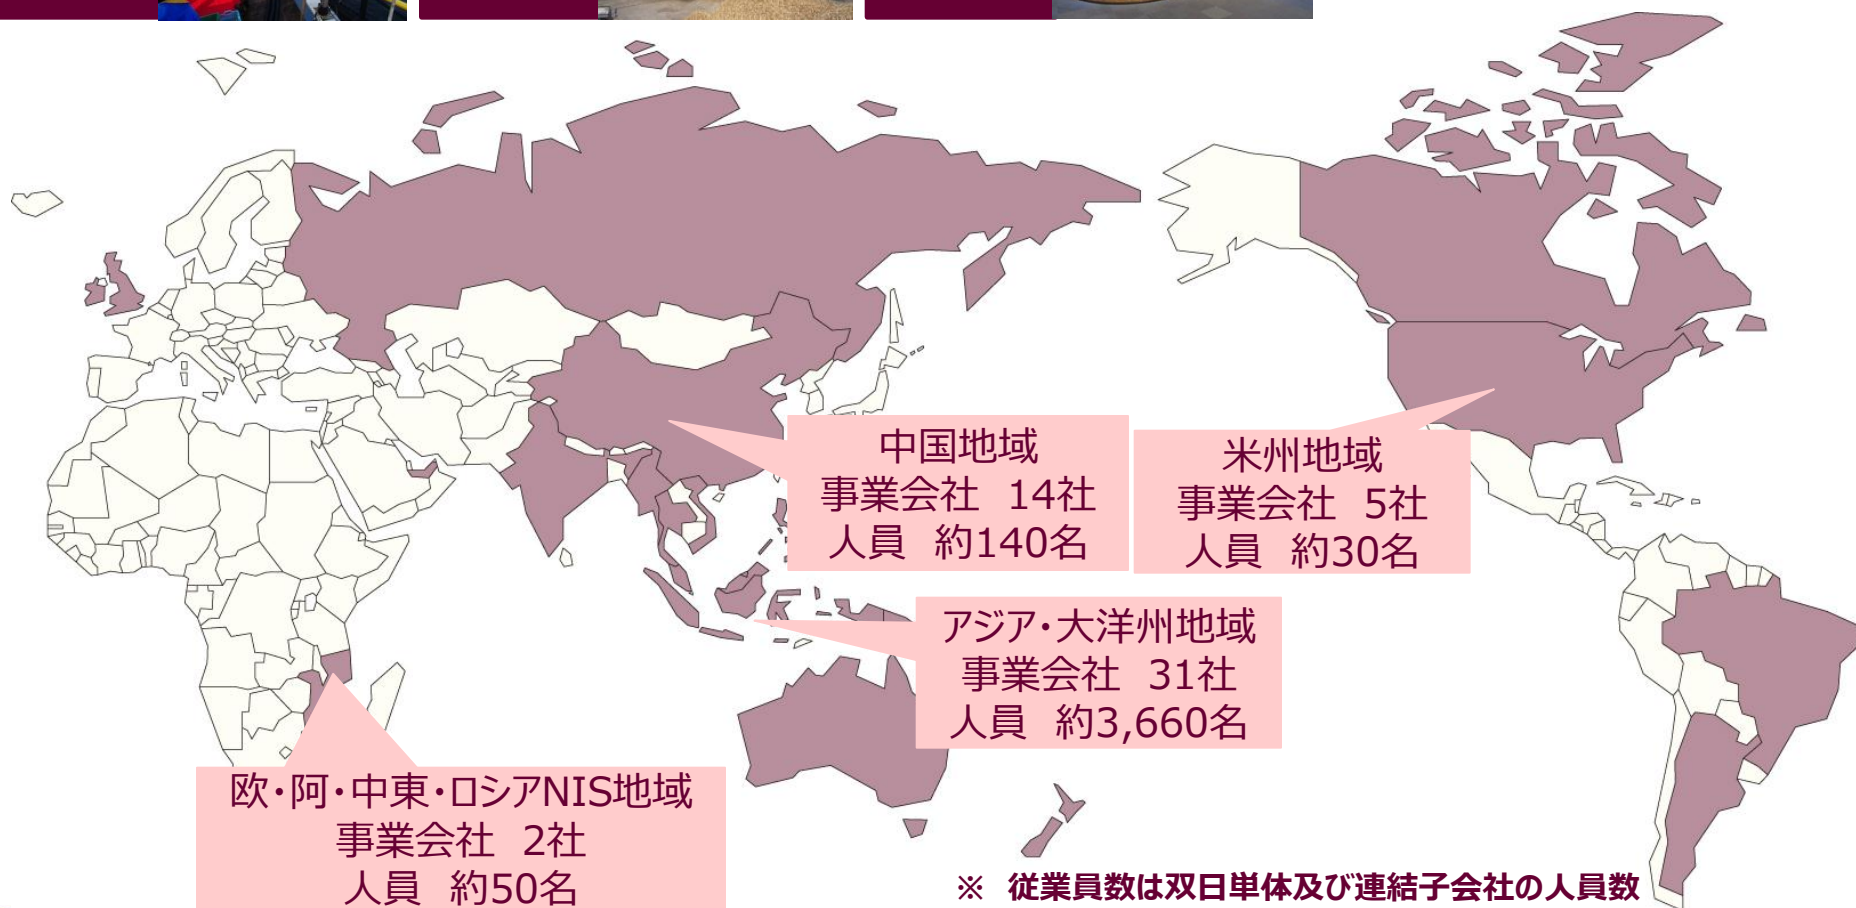 中国地域
事業会社 14社
人員 約140名
米州地域
事業会社 5社
人員 約30名
アジア・大洋州地域
事業会社 31社
人員 約3,660名
欧・阿・中東・ロシアNIS地域
事業会社 2社
人員 約50名
※ 従業員数は双日単体及び連結子会社の人員数